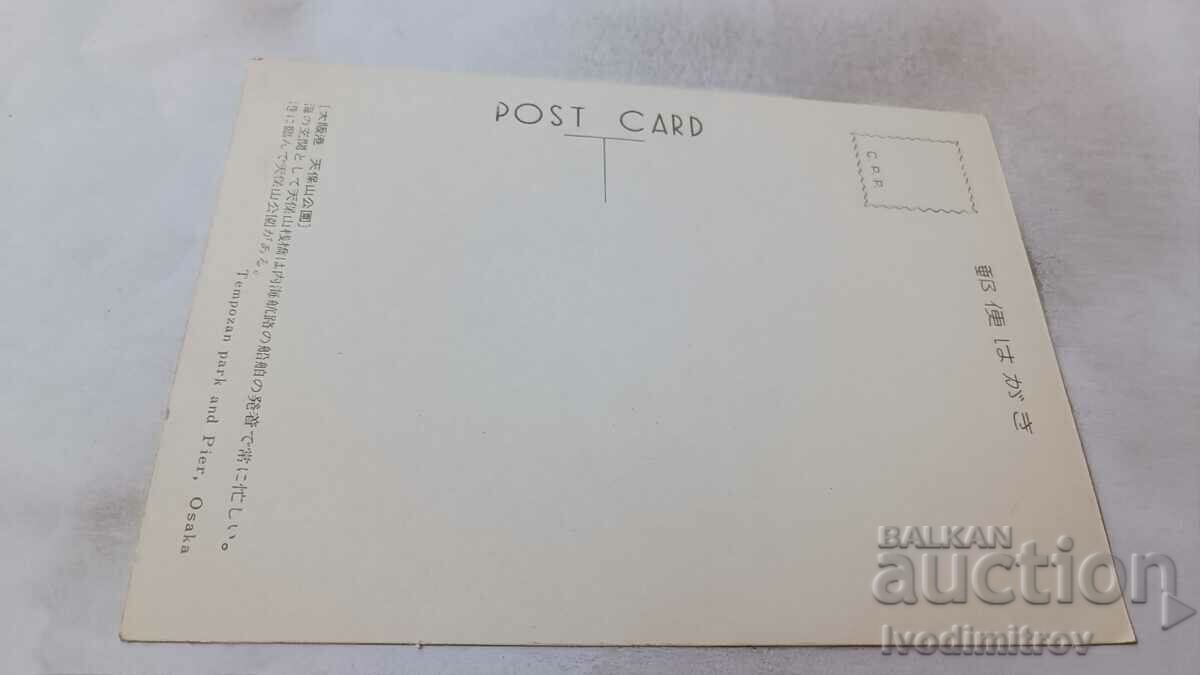 POST CARD
C.P.P.
郵便はがき
[大阪港 天保山公園]
海の玄関として天保山桟橋は内海航路の船舶の発着で常に忙しい。
港に臨んで天保山公園がある。
Tempozan park and Pier, Osaka
BALKAN
auction
Ivodimitrov